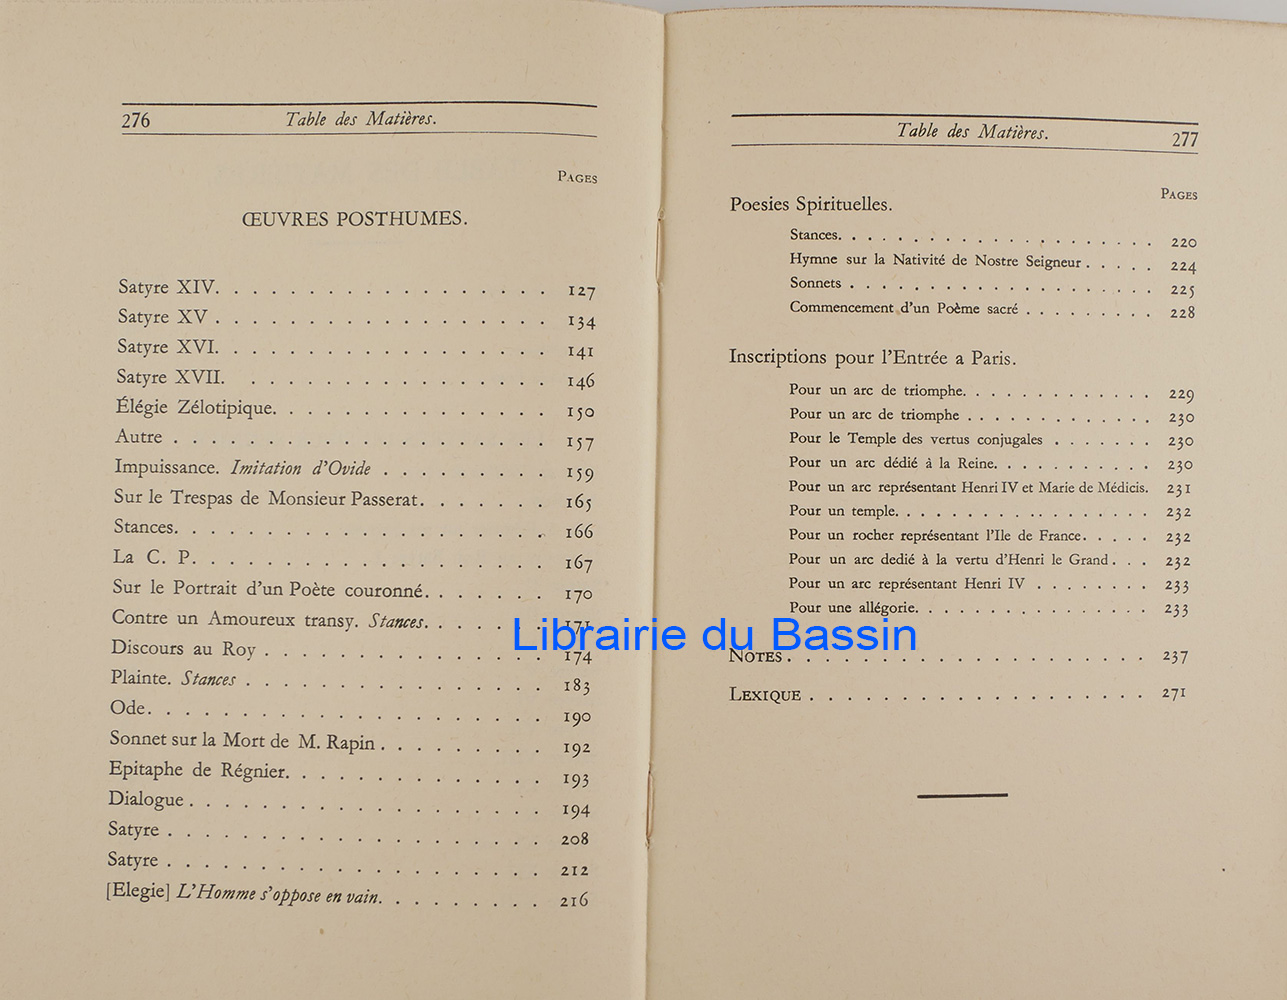 276 Table des Matières.
PAGES
ŒUVRES POSTHUMES.
Satyre XIV. . . . . . . . . . . . . . . . . . . 127
Satyre XV . . . . . . . . . . . . . . . . . . . 134
Satyre XVI. . . . . . . . . . . . . . . . . . . 141
Satyre XVII. . . . . . . . . . . . . . . . . . 146
Élégie Zélotipique. . . . . . . . . . . . . . . 150
Autre . . . . . . . . . . . . . . . . . . . . . 157
Impuissance. Imitation d'Ovide . . . . . . . . . 159
Sur le Trespas de Monsieur Passerat. . . . . . . 165
Stances. . . . . . . . . . . . . . . . . . . . 166
La C. P. . . . . . . . . . . . . . . . . . . . 167
Sur le Portrait d'un Poète couronné. . . . . . . 170
Contre un Amoureux transy. Stances. . . . . . . 171
Discours au Roy . . . . . . . . . . . . . . . . 174
Plainte. Stances . . . . . . . . . . . . . . . . 183
Ode. . . . . . . . . . . . . . . . . . . . . . 190
Sonnet sur la Mort de M. Rapin . . . . . . . . . 192
Epitaphe de Régnier. . . . . . . . . . . . . . . 193
Dialogue . . . . . . . . . . . . . . . . . . . . 194
Satyre . . . . . . . . . . . . . . . . . . . . . 208
Satyre . . . . . . . . . . . . . . . . . . . . . 212
[Elegie] L'Homme s'oppose en vain. . . . . . . . . 216
Table des Matières. 277
PAGES
Poesies Spirituelles.
Stances. . . . . . . . . . . . . . . . . . . 220
Hymne sur la Nativité de Nostre Seigneur . . . . . 224
Sonnets . . . . . . . . . . . . . . . . . . . 225
Commencement d'un Poème sacré . . . . . . . . . 228
Inscriptions pour l'Entrée a Paris.
Pour un arc de triomphe. . . . . . . . . . . . 229
Pour un arc de triomphe . . . . . . . . . . . . 230
Pour le Temple des vertus conjugales . . . . . . . 230
Pour un arc dédié à la Reine. . . . . . . . . . . 230
Pour un arc représentant Henri IV et Marie de Médicis. 231
Pour un temple. . . . . . . . . . . . . . . . 232
Pour un rocher représentant l'Ile de France. . . . . 232
Pour un arc dedié à la vertu d'Henri le Grand . . . 232
Pour un arc représentant Henri IV . . . . . . . . 233
Pour une allégorie. . . . . . . . . . . . . . . 233
NOTES . . . . . . . . . . . . . . . . . . . . 237
LEXIQUE . . . . . . . . . . . . . . . . . . . 271
Librairie du Bassin